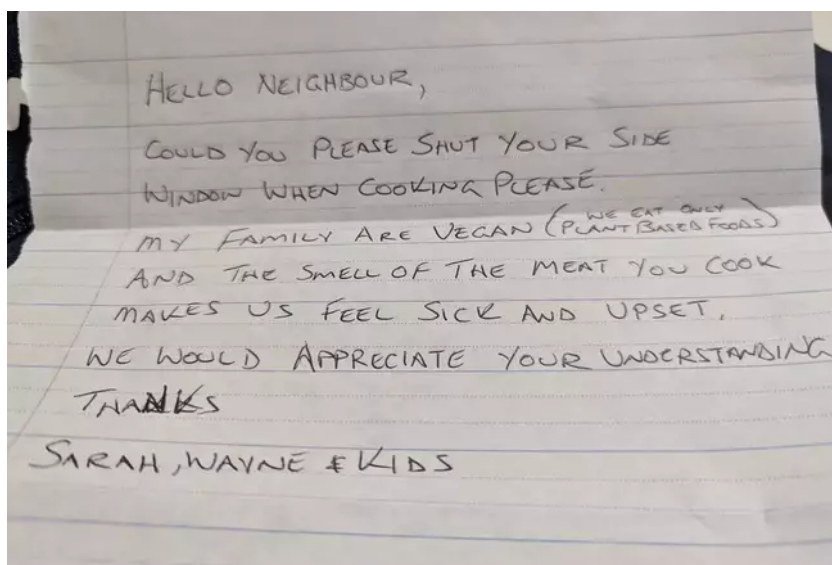 HELLO NEIGHBOUR,
COULD YOU PLEASE SHUT YOUR SIDE
WINDOW WHEN COOKING PLEASE.
MY FAMILY ARE VEGAN (WE EAT ONLY PLANT BASED FOODS)
AND THE SMELL OF THE MEAT YOU COOK
MAKES US FEEL SICK AND UPSET.
WE WOULD APPRECIATE YOUR UNDERSTANDING
THANKS
SARAH, WAYNE & KIDS